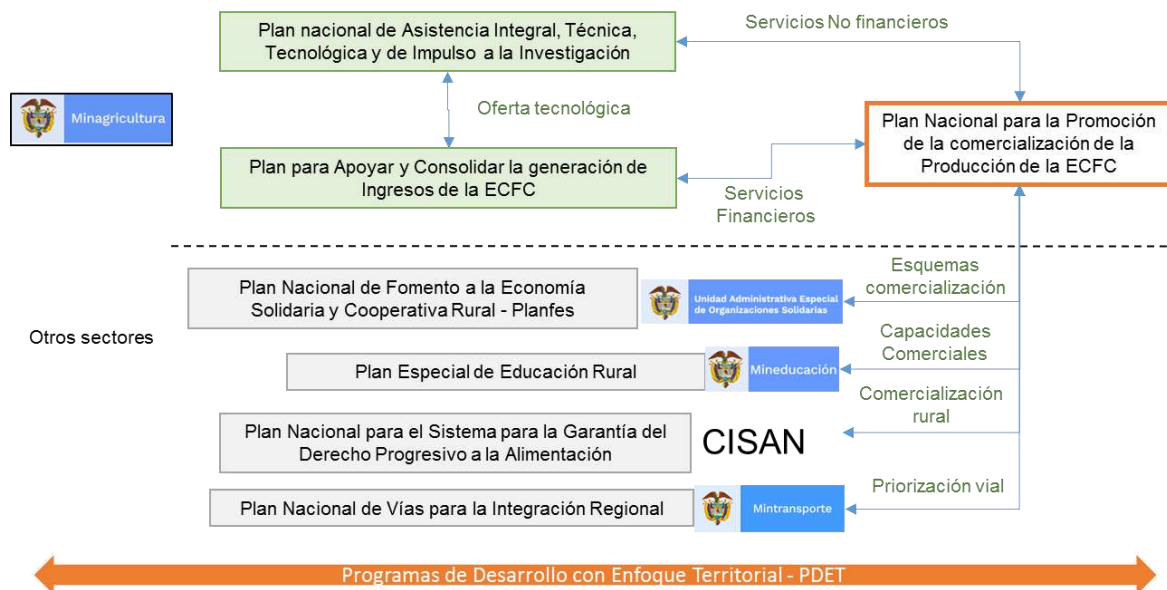 Plan nacional de Asistencia Integral, Técnica,
Tecnológica y de Impulso a la Investigación
Servicios No financieros
Minagricultura
Oferta tecnológica
Plan Nacional para la Promoción
de la comercialización de la
Producción de la ECFC
Plan para Apoyar y Consolidar la generación de
Ingresos de la ECFC
Servicios
Financieros
Otros sectores
Plan Nacional de Fomento a la Economía
Solidaria y Cooperativa Rural - Planfes
Unidad Administrativa Especial
de Organizaciones Solidarias
Esquemas
comercialización
Plan Especial de Educación Rural
Mineducación
Capacidades
Comerciales
Plan Nacional para el Sistema para la Garantía del
Derecho Progresivo a la Alimentación
CISAN
Comercialización
rural
Plan Nacional de Vías para la Integración Regional
Mintransporte
Priorización vial
Programas de Desarrollo con Enfoque Territorial - PDET